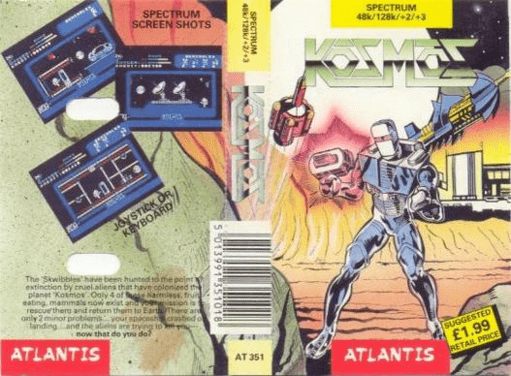 SPECTRUM
SCREEN SHOTS
JOYSTICK OR
KEYBOARD
The 'Skwibbles' have been hunted to the point of
extinction by cruel aliens that have colonized the
planet 'Kosmos'. Only 4 of these harmless, fruit
eating, mammals now exist and your mission is to
rescue them and return them to Earth. There are
only 2 minor problems... your spaceship crashed on
landing, ...and the aliens are trying to kill you...
now that do you do?
ATLANTIS
SPECTRUM
48k/128k/+2/+3
KOSMOS
5013991351018
AT 351
SPECTRUM
48k/128k/+2/+3
KOSMOS
SUGGESTED
£1.99
RETAIL PRICE
ATLANTIS